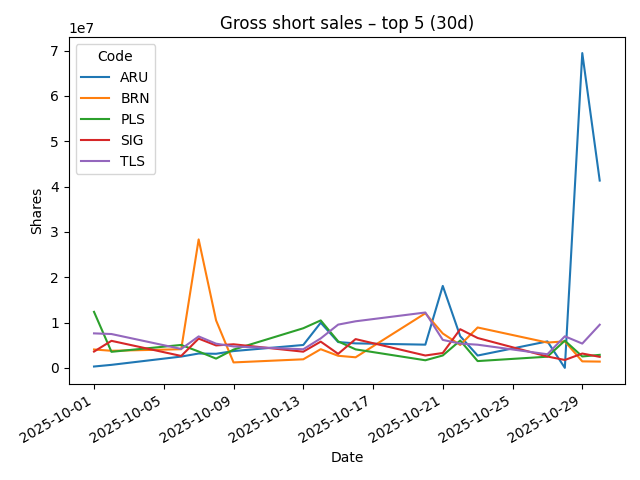 Gross short sales – top 5 (30d)
1e7
Code
ARU
BRN
PLS
SIG
TLS
7
6
5
4
3
2
1
0
Shares
2025-10-01
2025-10-05
2025-10-09
2025-10-13
2025-10-17
2025-10-21
2025-10-25
2025-10-29
Date